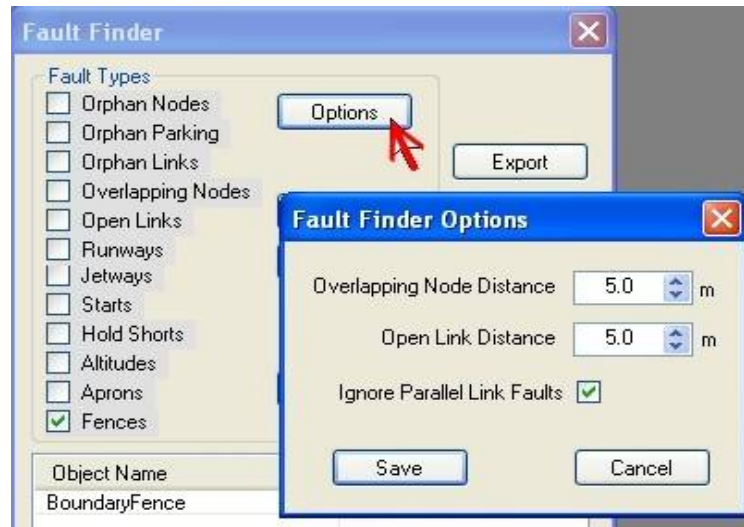 Fault Finder
Fault Types
Orphan Nodes
Options
Orphan Parking
Orphan Links
Export
Overlapping Nodes
Open Links
Runways
Jetways
Starts
Hold Shorts
Altitudes
Aprons
Fences
Object Name
BoundaryFence
Fault Finder Options
Overlapping Node Distance 5.0 m
Open Link Distance 5.0 m
Ignore Parallel Link Faults
Save Cancel